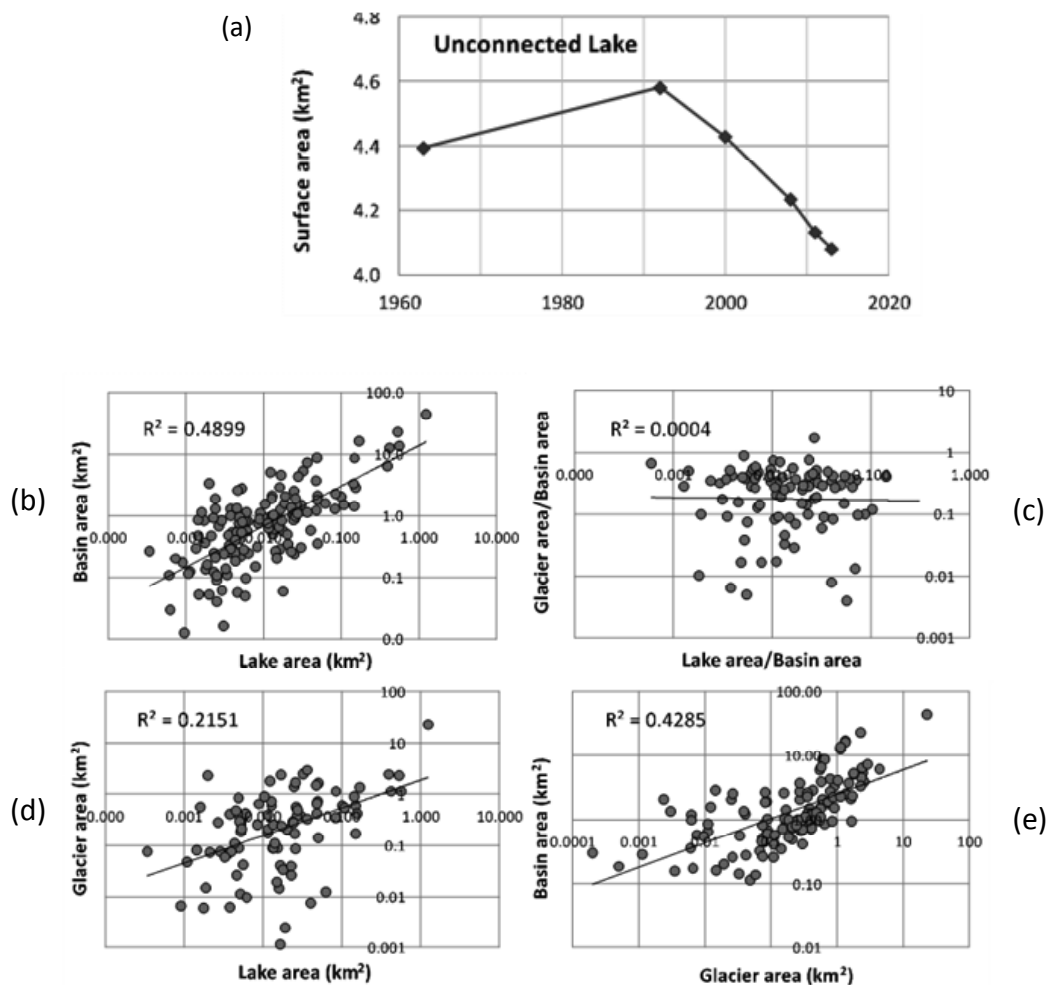 (a)
Unconnected Lake
Surface area (km²)
4.8
4.6
4.4
4.2
4.0
1960 1980 2000 2020
(b)
R² = 0.4899
Basin area (km²)
100.0
10.0
1.0
0.1
0.0
0.000 0.100 1.000 10.000
Lake area (km²)
(c)
R² = 0.0004
Glacier area/Basin area
10
1
0.1
0.01
0.001
0.000 0.001 0.100 1.000
Lake area/Basin area
(d)
R² = 0.2151
Glacier area (km²)
100
10
1
0.1
0.01
0.001
0.000 0.001 1.000 10.000
Lake area (km²)
(e)
R² = 0.4285
Basin area (km²)
100.00
10.00
0.10
0.01
0.0001 0.001 1 10 100
Glacier area (km²)